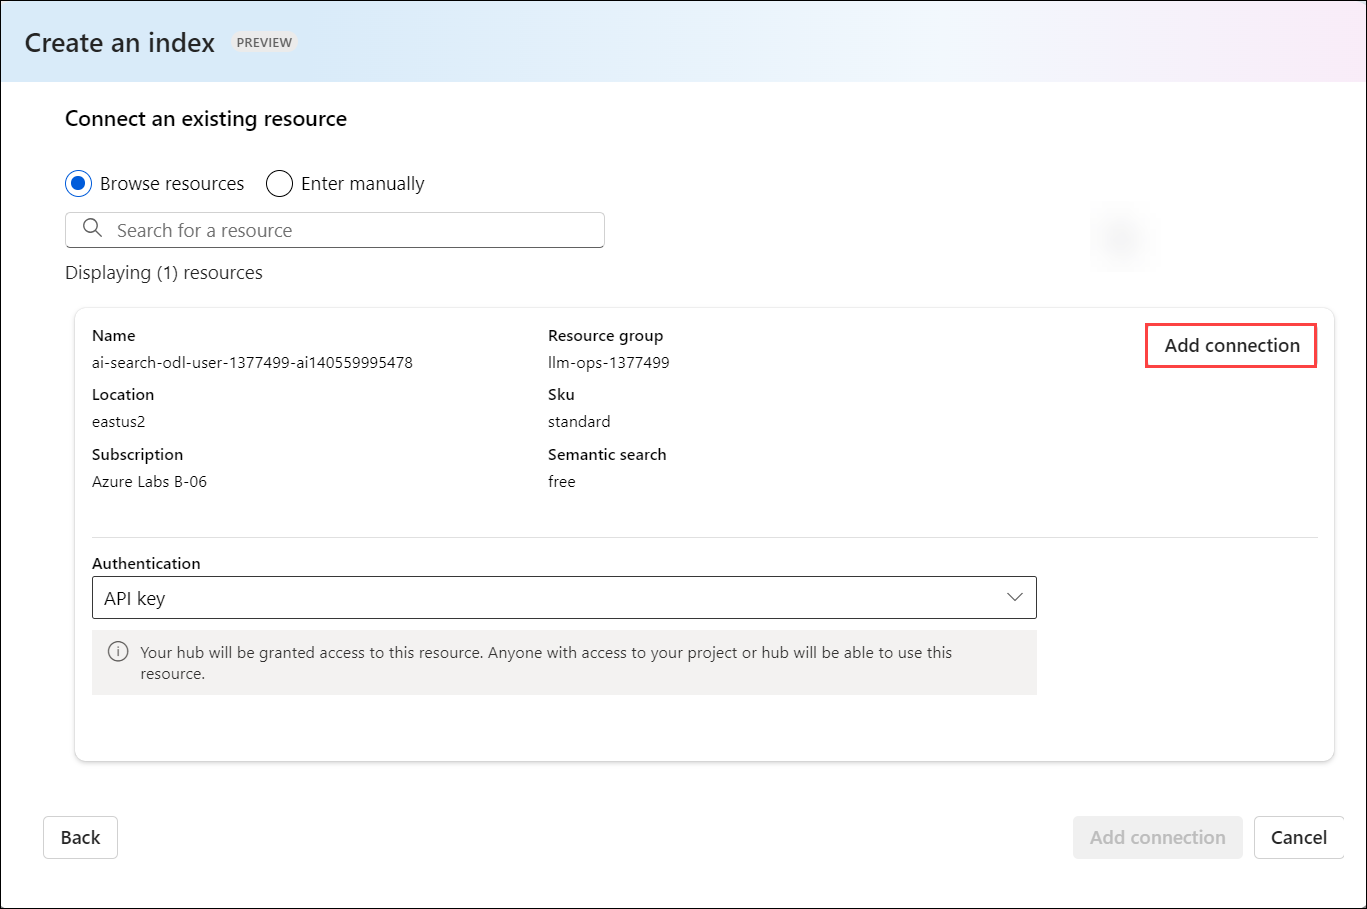 Create an index PREVIEW
Connect an existing resource
Browse resources
Enter manually
Search for a resource
Displaying (1) resources
Name
ai-search-odl-user-1377499-ai140559995478
Resource group
llm-ops-1377499
Add connection
Location
eastus2
Sku
standard
Subscription
Azure Labs B-06
Semantic search
free
Authentication
API key
Your hub will be granted access to this resource. Anyone with access to your project or hub will be able to use this
resource.
Back
Add connection
Cancel